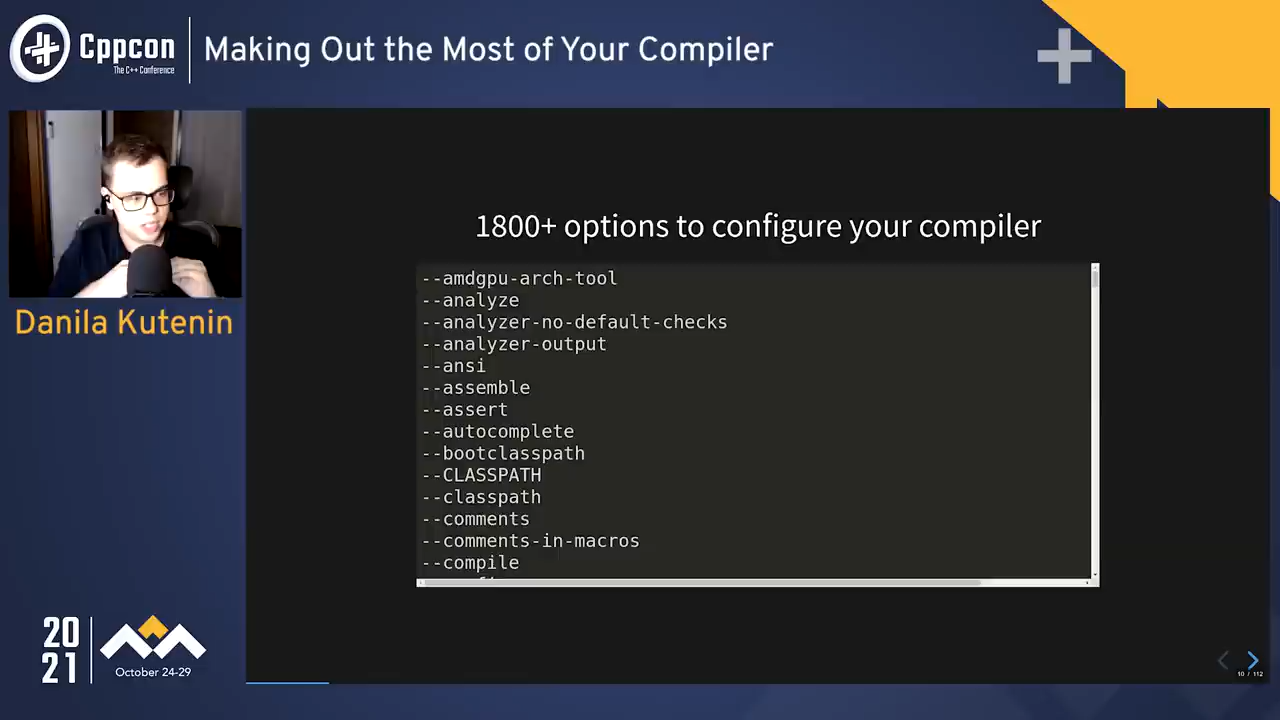 Cppcon
The C++ Conference
Making Out the Most of Your Compiler
Danila Kutenin
1800+ options to configure your compiler
--amdgpu-arch-tool
--analyze
--analyzer-no-default-checks
--analyzer-output
--ansi
--assemble
--assert
--autocomplete
--bootclasspath
--CLASSPATH
--classpath
--comments
--comments-in-macros
--compile
20
21
October 24-29
10 / 112